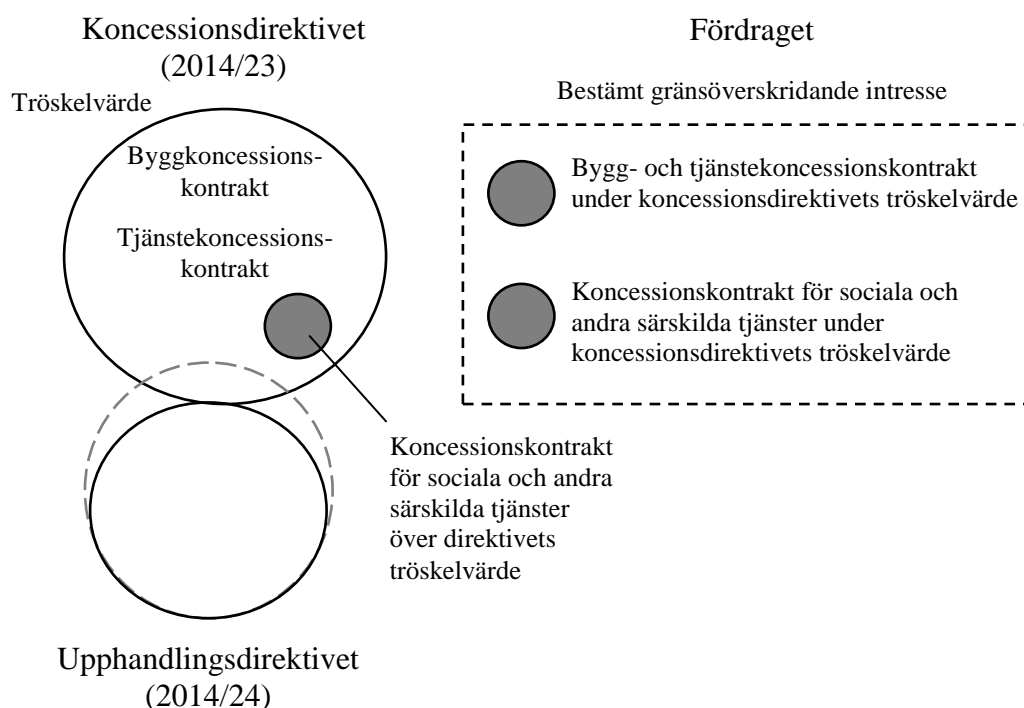 Koncessionsdirektivet
(2014/23)
Tröskelvärde
Byggkoncessions-
kontrakt
Tjänstekoncessions-
kontrakt
Koncessionskontrakt
för sociala och andra
särskilda tjänster
över direktivets
tröskelvärde
Upphandlingsdirektivet
(2014/24)
Fördraget
Bestämt gränsöverskridande intresse
Bygg- och tjänstekoncessionskontrakt
under koncessionsdirektivets tröskelvärde
Koncessionskontrakt för sociala och
andra särskilda tjänster under
koncessionsdirektivets tröskelvärde